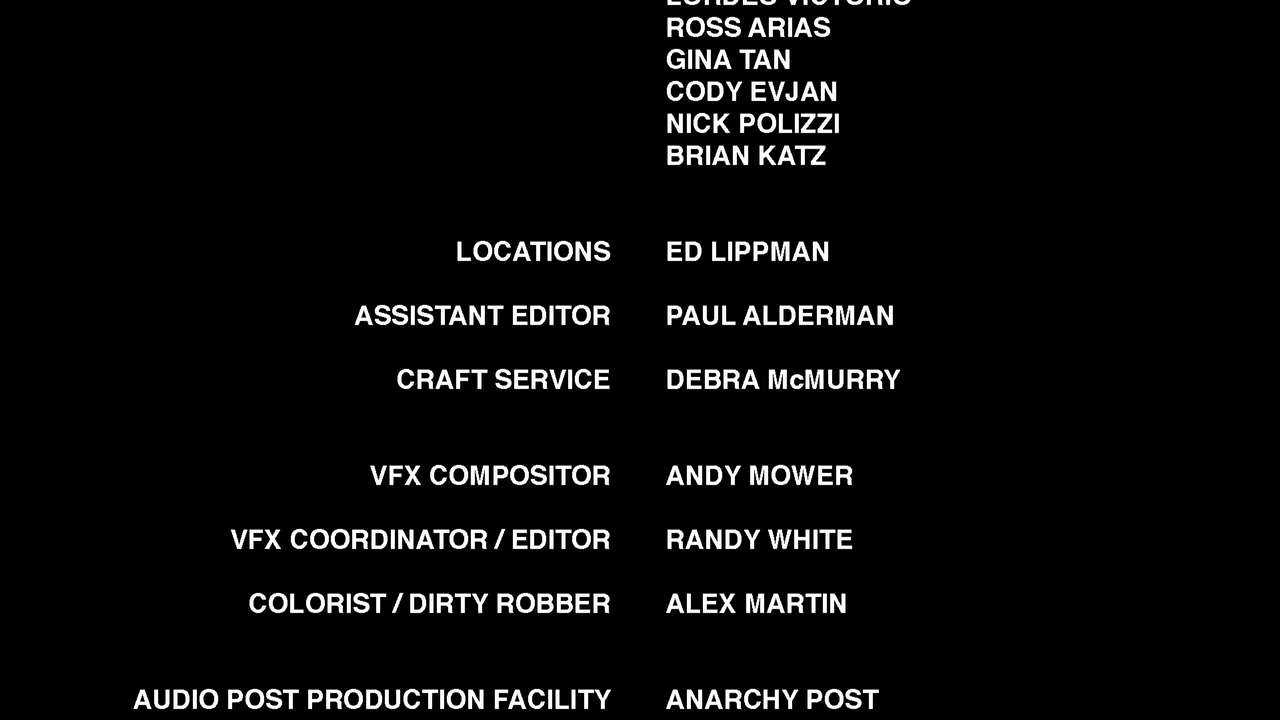 ROSS ARIAS
GINA TAN
CODY EVJAN
NICK POLIZZI
BRIAN KATZ
LOCATIONS ED LIPPMAN
ASSISTANT EDITOR PAUL ALDERMAN
CRAFT SERVICE DEBRA McMURRY
VFX COMPOSITOR ANDY MOWER
VFX COORDINATOR / EDITOR RANDY WHITE
COLORIST / DIRTY ROBBER ALEX MARTIN
AUDIO POST PRODUCTION FACILITY ANARCHY POST